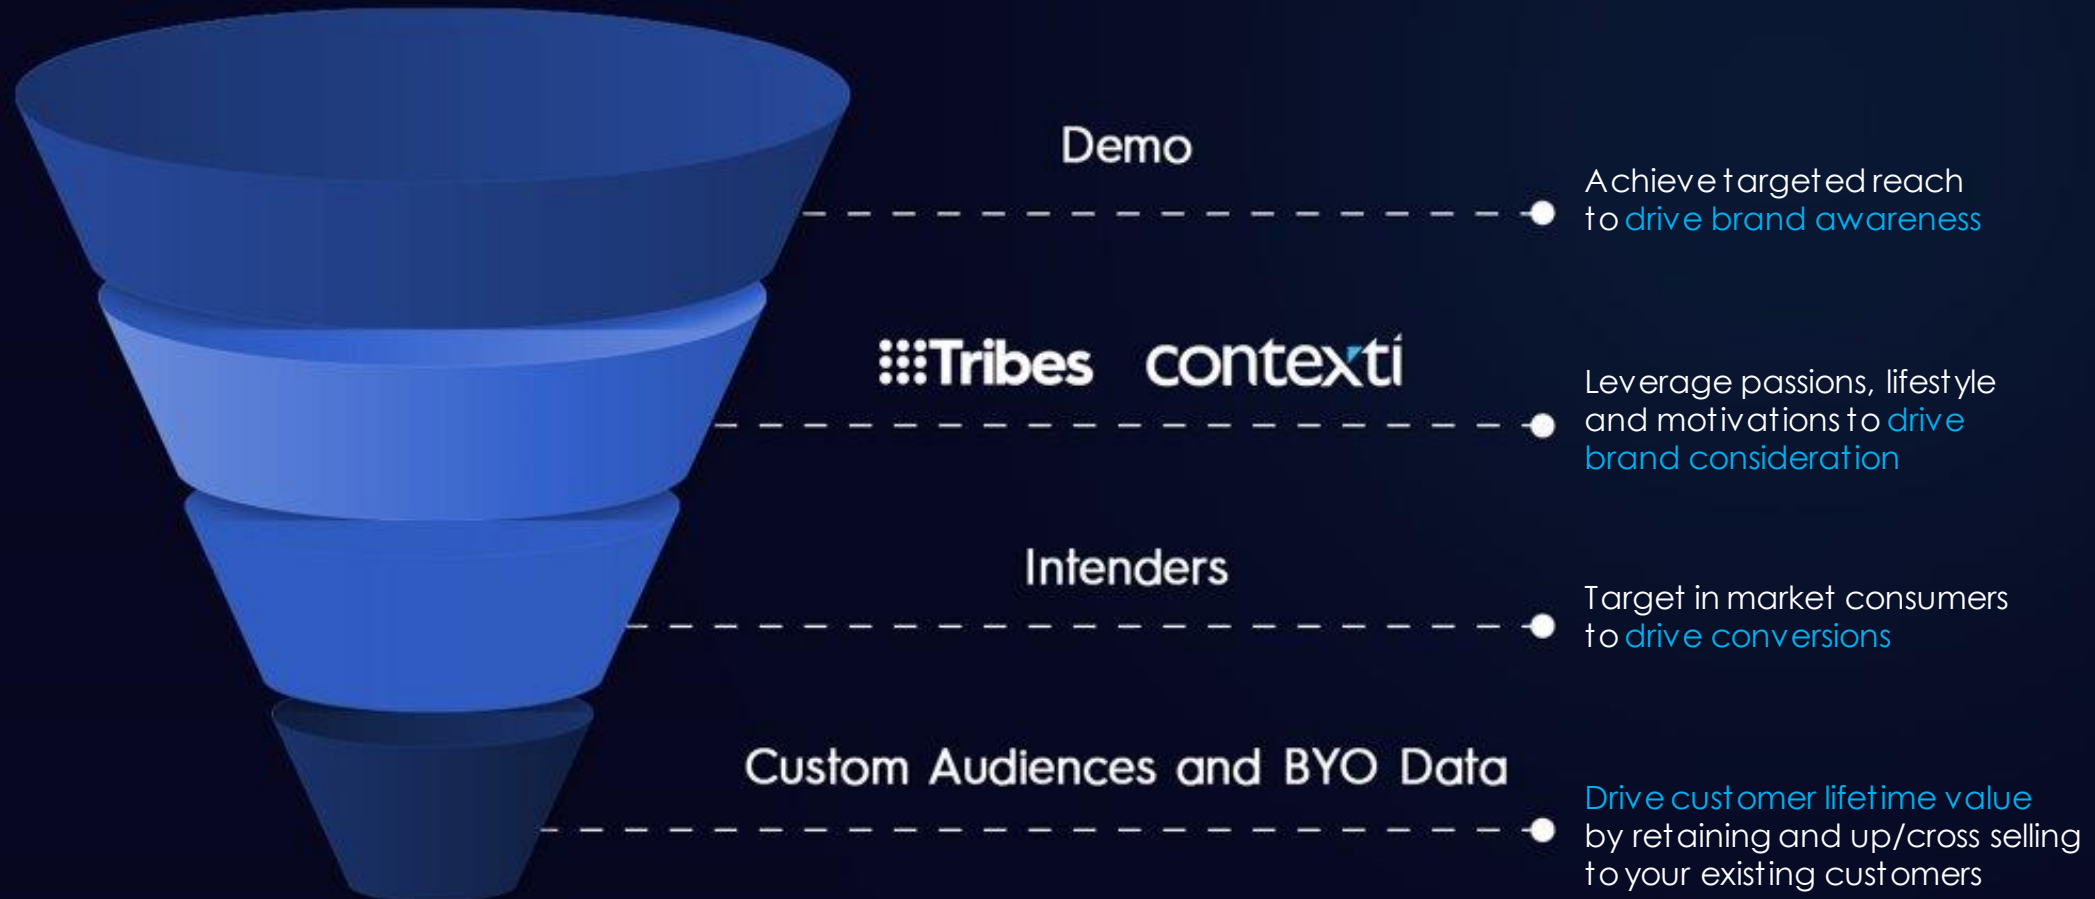 Demo
Achieve targeted reach
to drive brand awareness
Tribes contexti
Leverage passions, lifestyle
and motivations to drive
brand consideration
Intenders
Target in market consumers
to drive conversions
Custom Audiences and BYO Data
Drive customer lifetime value
by retaining and up/cross selling
to your existing customers